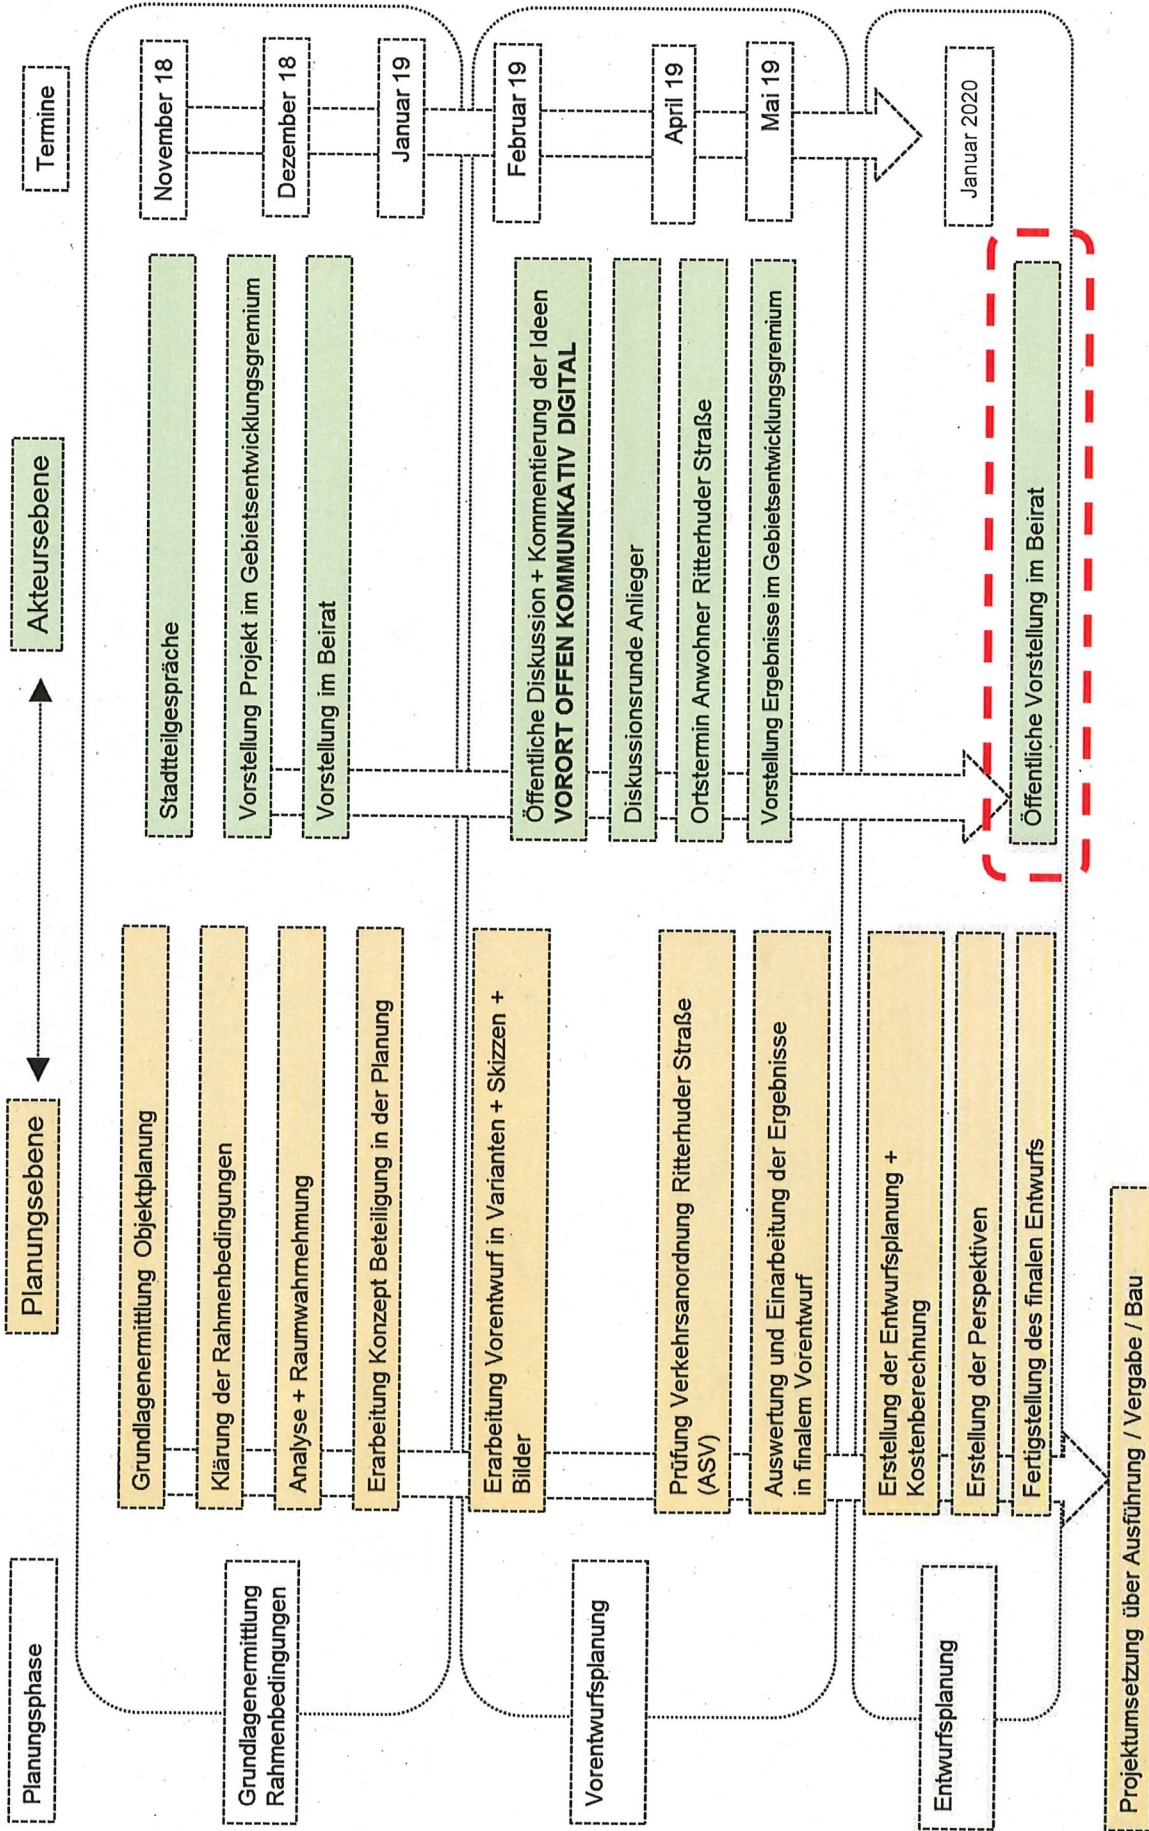 Planungsphase
Planungsebene
Akteursebene
Termine
Grundlagenermittlung
Rahmenbedingungen
Grundlagenermittlung Objektplanung
Klärung der Rahmenbedingungen
Analyse + Raumwahrnehmung
Erarbeitung Konzept Beteiligung in der Planung
Stadtteilgespräche
Vorstellung Projekt im Gebietsentwicklungsgremium
Vorstellung im Beirat
November 18
Dezember 18
Januar 19
Vorentwurfsplanung
Erarbeitung Vorentwurf in Varianten + Skizzen +
Bilder
Prüfung Verkehrsanordnung Ritterhuder Straße
(ASV)
Auswertung und Einarbeitung der Ergebnisse
in finalem Vorentwurf
Öffentliche Diskussion + Kommentierung der Ideen
VORORT OFFEN KOMMUNIKATIV DIGITAL
Diskussionsrunde Anlieger
Ortstermin Anwohner Ritterhuder Straße
Vorstellung Ergebnisse im Gebietsentwicklungsgremium
Februar 19
April 19
Mai 19
Entwurfsplanung
Erstellung der Entwurfsplanung +
Kostenberechnung
Erstellung der Perspektiven
Fertigstellung des finalen Entwurfs
Öffentliche Vorstellung im Beirat
Januar 2020
Projektumsetzung über Ausführung / Vergabe / Bau